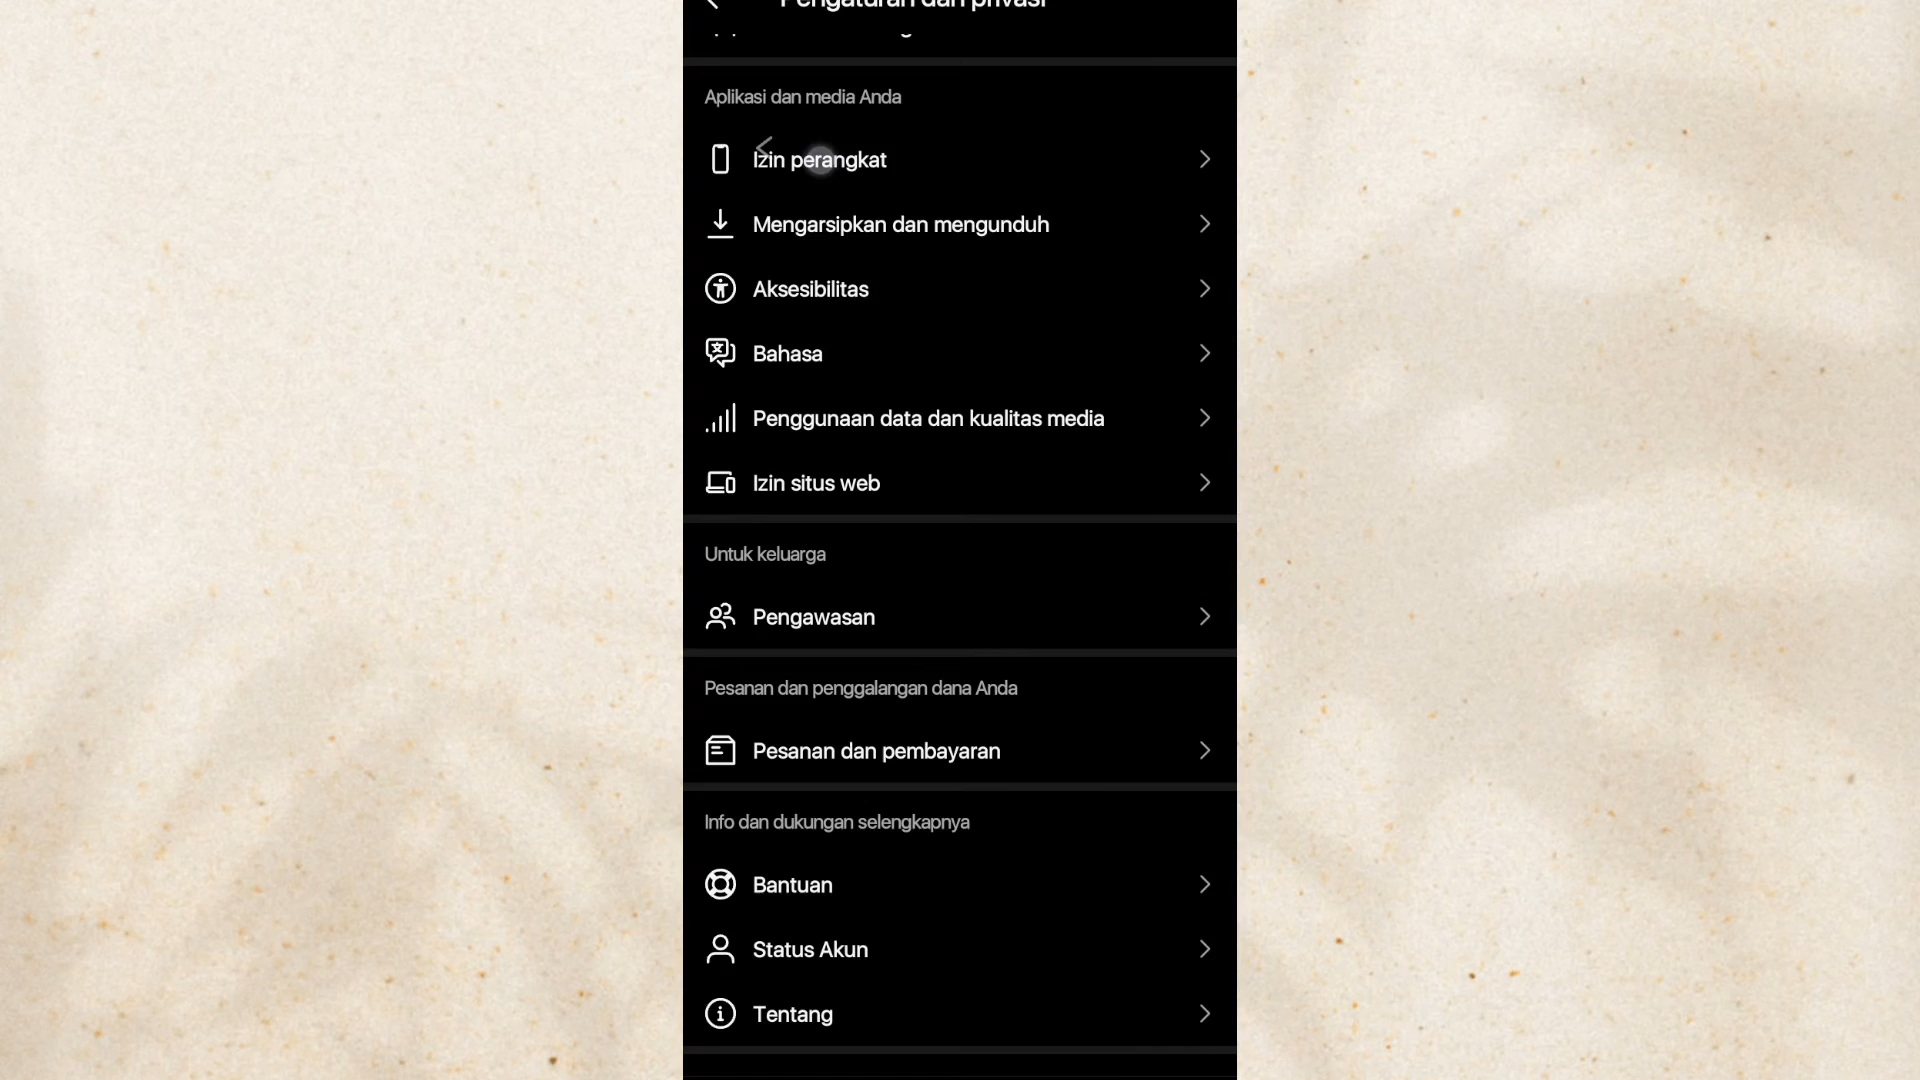 Pengaturan dan privasi
Aplikasi dan media Anda
Izin perangkat
Mengarsipkan dan mengunduh
Aksesibilitas
Bahasa
Penggunaan data dan kualitas media
Izin situs web
Untuk keluarga
Pengawasan
Pesanan dan penggalangan dana Anda
Pesanan dan pembayaran
Info dan dukungan selengkapnya
Bantuan
Status Akun
Tentang